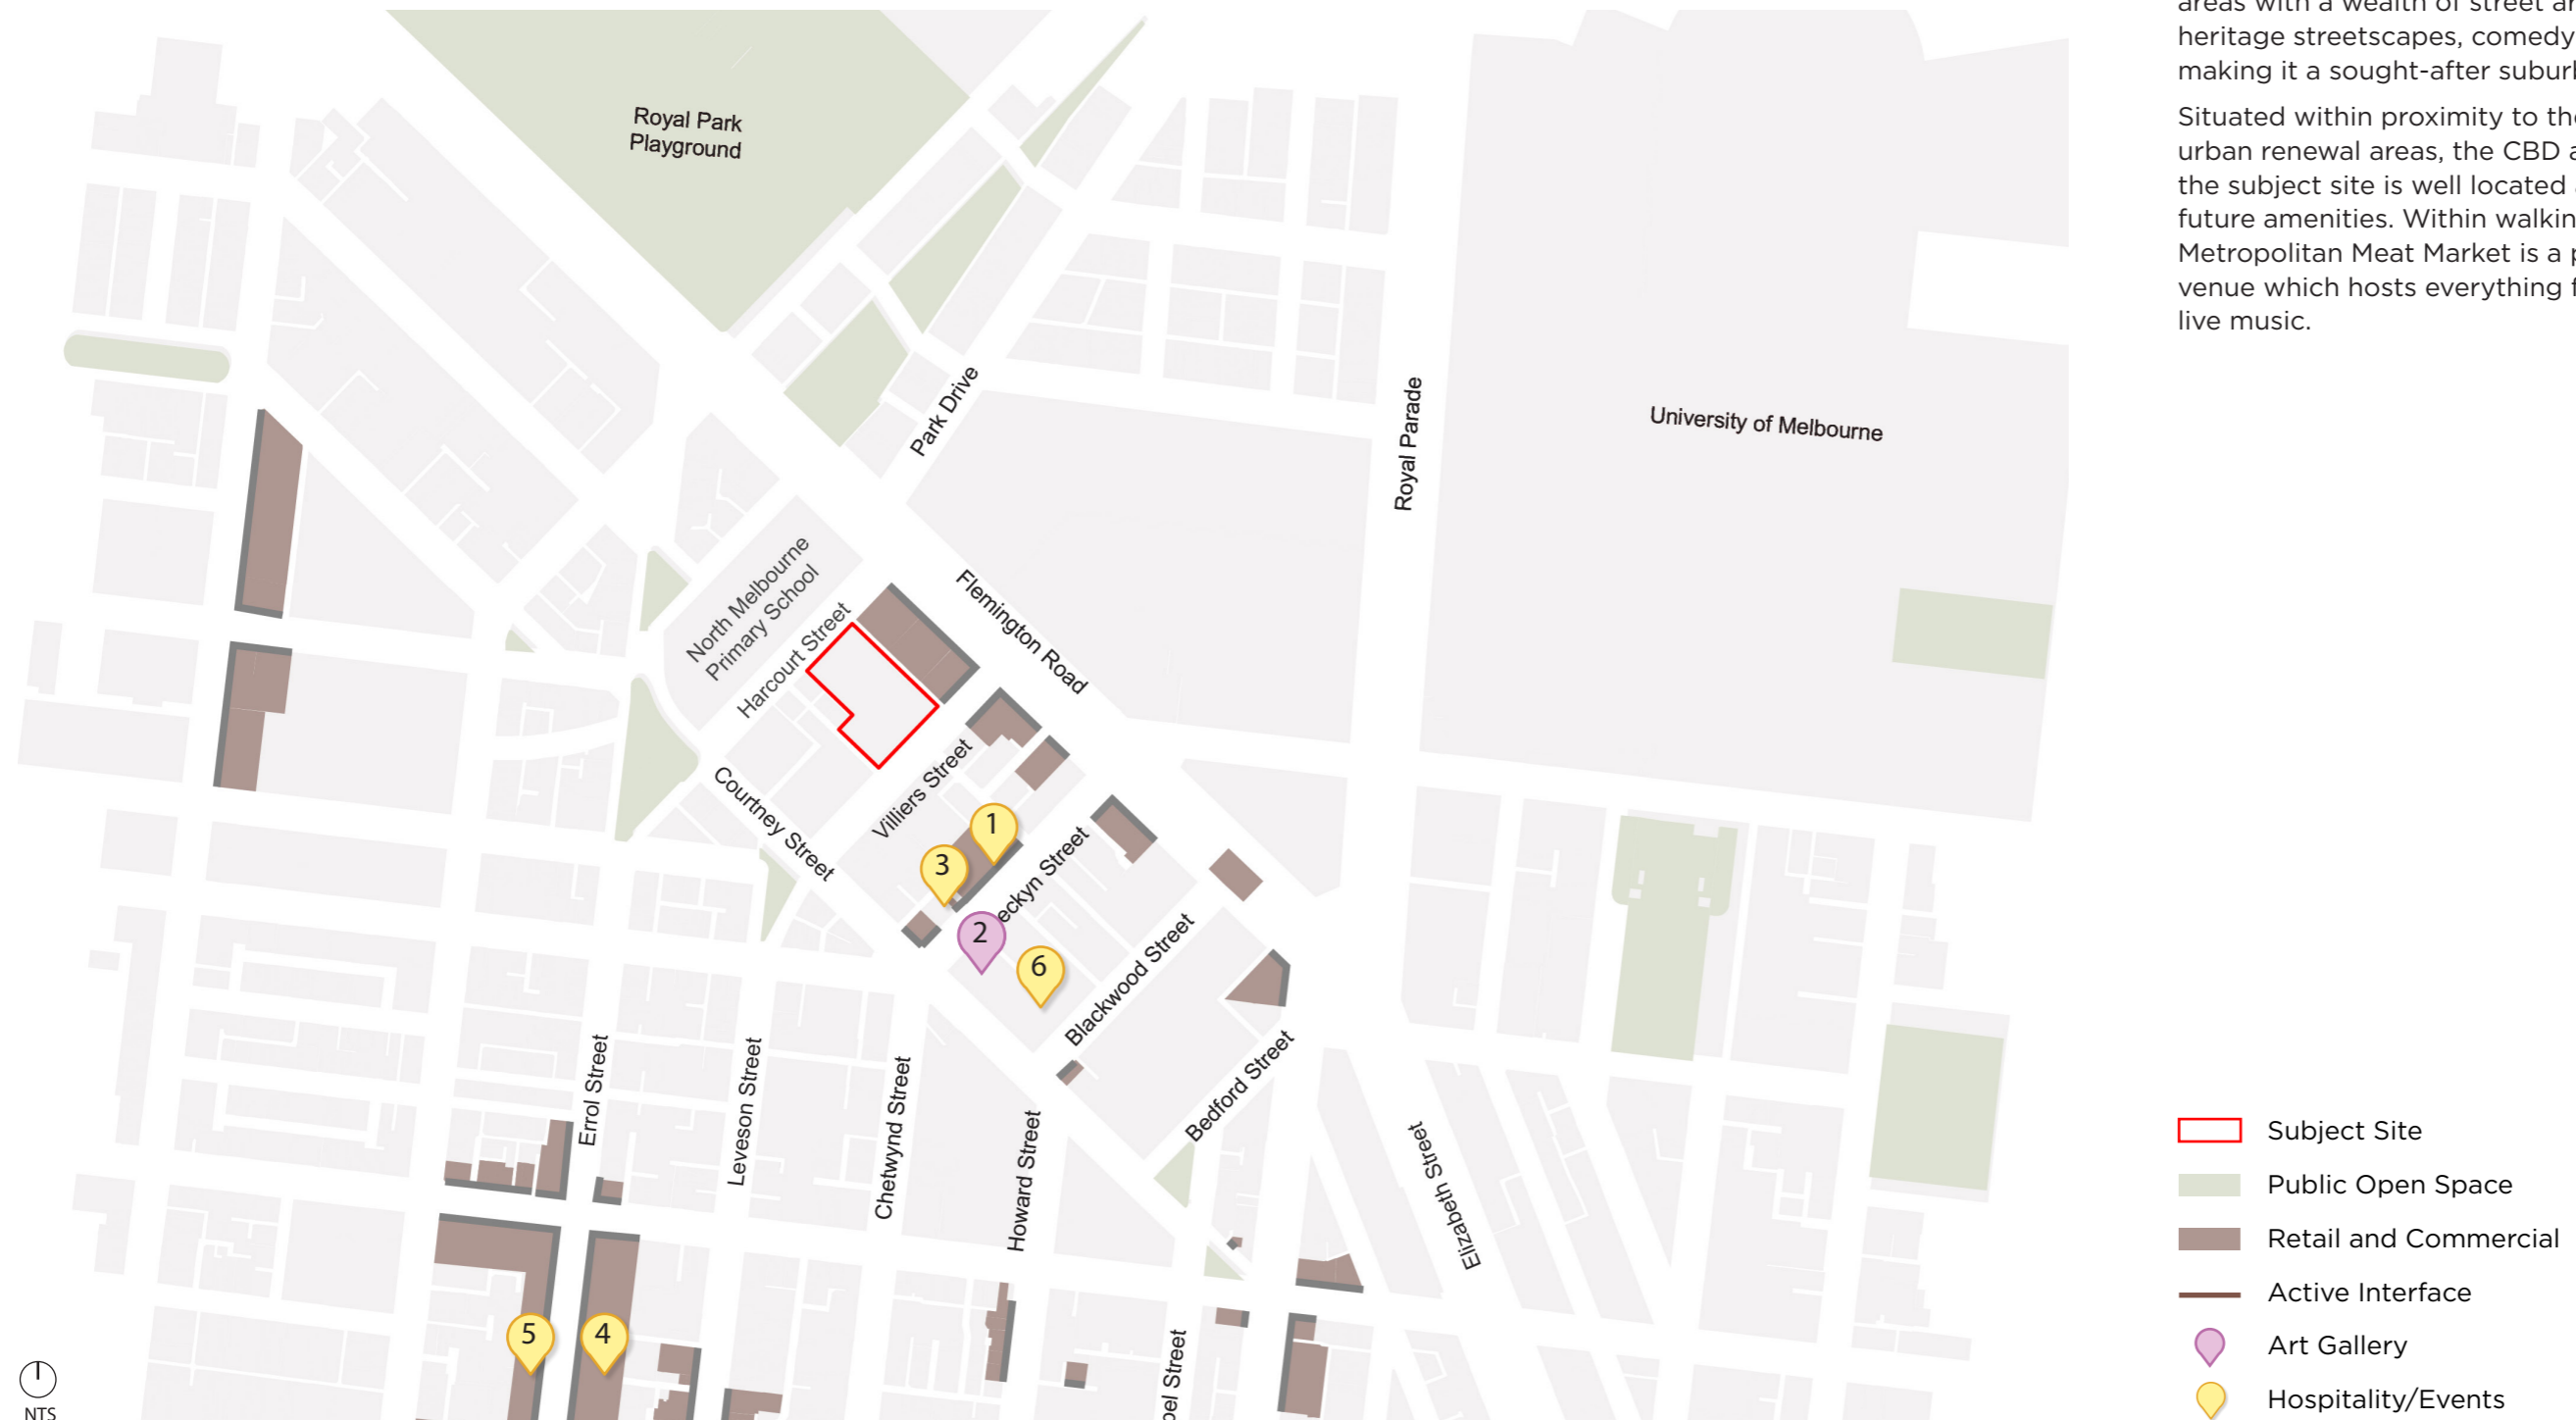 areas with a wealth of street
heritage streetscapes, comedy
making it a sought-after
Situated within proximity to
urban renewal areas, the CBD
the subject site is well located
future amenities. Within
Metropolitan Meat Market is a
venue which hosts everything
live music.
Royal Park
Playground
Park Drive
Royal Parade
University of Melbourne
North Melbourne
Primary School
Harcourt Street
Flemington Road
Villiers Street
Courtney Street
1
3
2
6
Street
Blackwood Street
Bedford Street
Errol Street
Leveson Street
Chetwynd Street
Howard Street
Elizabeth Street
Street
5
4
NTS
Subject Site
Public Open Space
Retail and Commercial
Active Interface
Art Gallery
Hospitality/Events